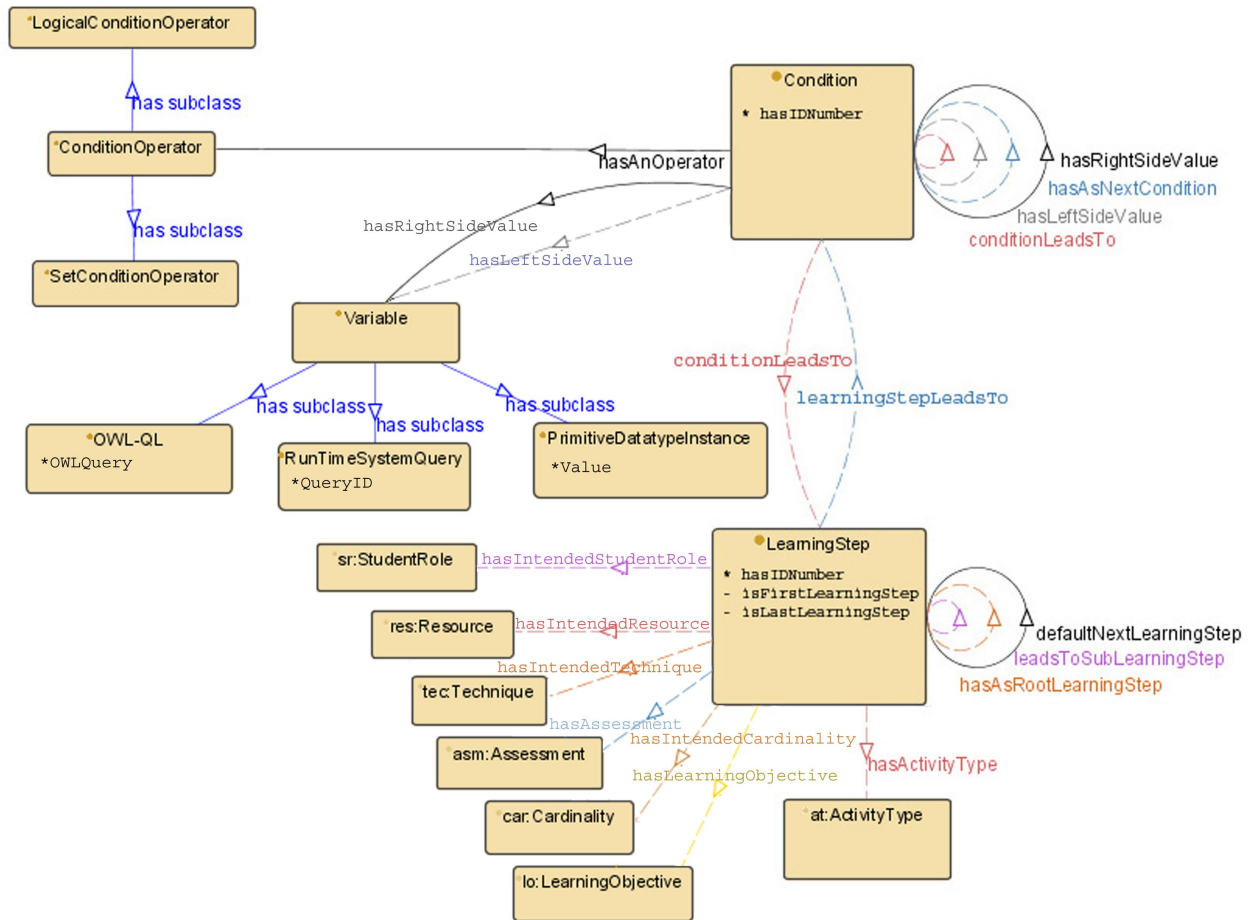 LogicalConditionOperator
has subclass
ConditionOperator
has subclass
SetConditionOperator
Condition
* hasIDNumber
hasAnOperator
hasRightSideValue
hasLeftSideValue
hasRightSideValue
hasAsNextCondition
hasLeftSideValue
conditionLeadsTo
Variable
has subclass
has subclass
has subclass
OWL-QL
*OWLQuery
RunTimeSystemQuery
*QueryID
PrimitiveDatatypeInstance
*Value
conditionLeadsTo
learningStepLeadsTo
LearningStep
* hasIDNumber
- isFirstLearningStep
- isLastLearningStep
defaultNextLearningStep
leadsToSubLearningStep
hasAsRootLearningStep
sr:StudentRole
hasIntendedStudentRole
res:Resource
hasIntendedResource
hasIntendedTechnique
tec:Technique
hasAssessment
asm:Assessment
hasIntendedCardinality
hasLearningObjective
hasActivityType
car:Cardinality
at:ActivityType
lo:LearningObjective